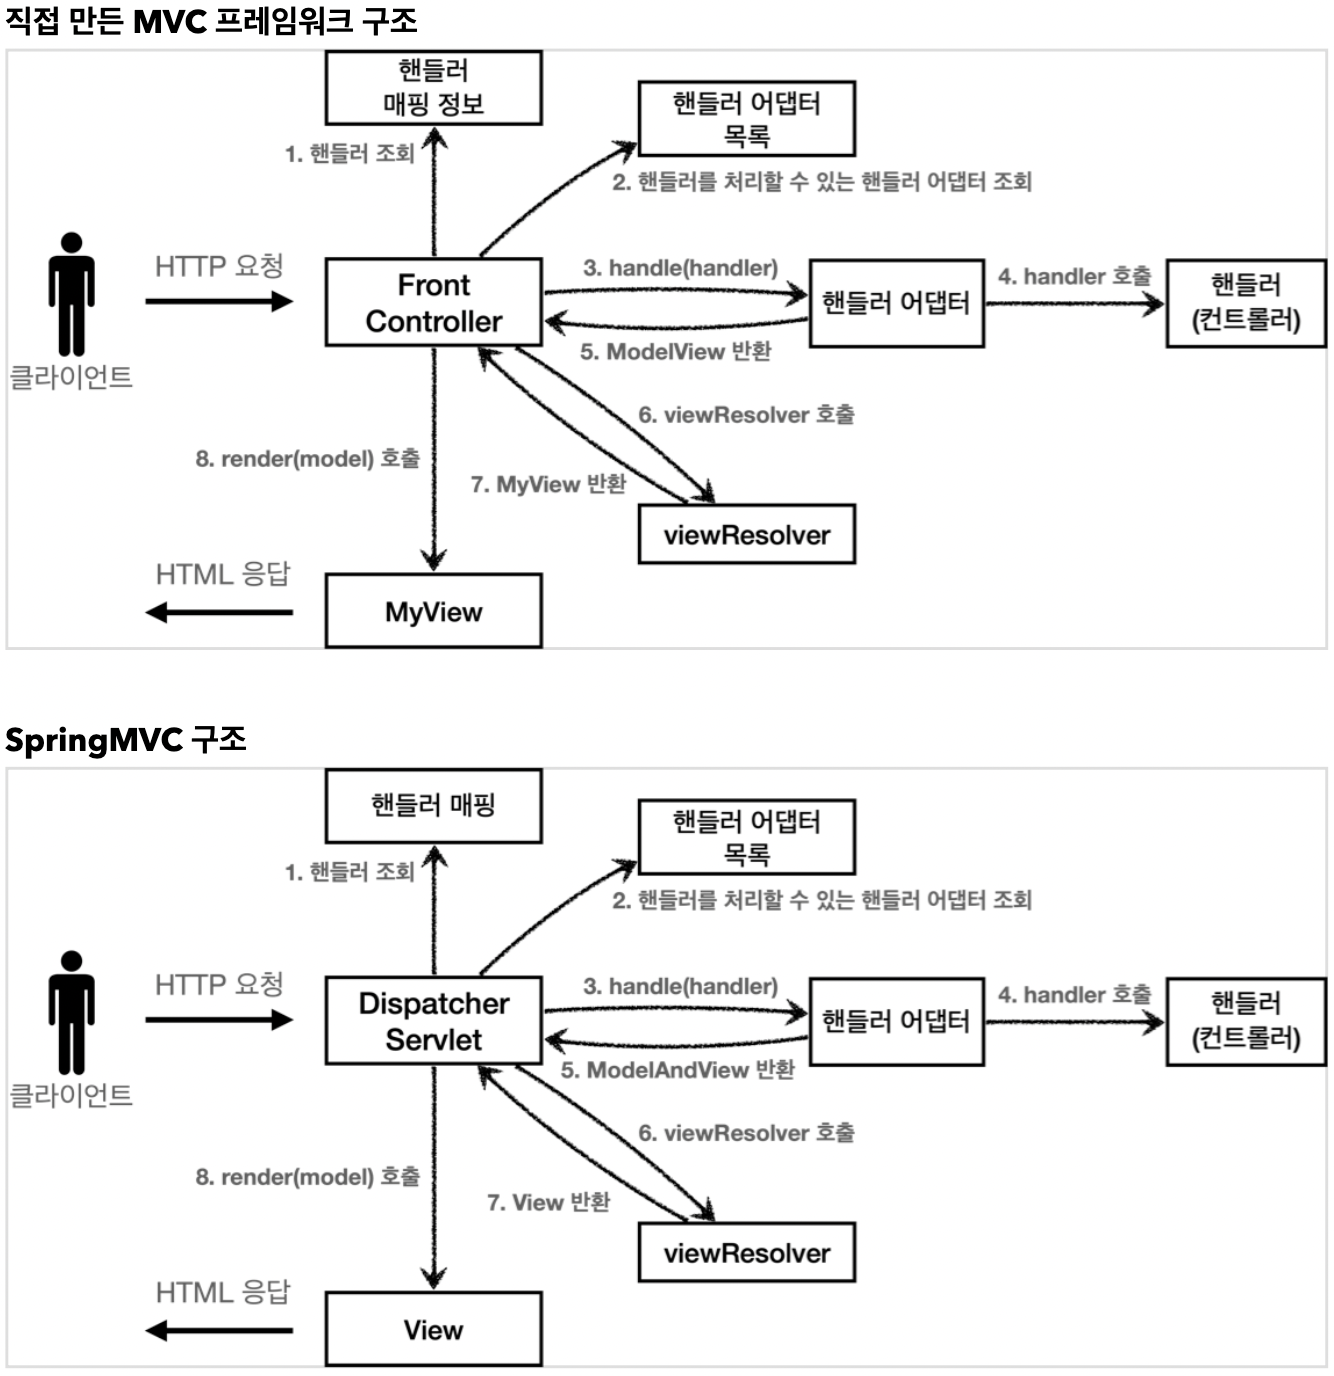 직접 만든 MVC 프레임워크 구조
핸들러
매핑 정보
핸들러 어댑터
목록
1. 핸들러 조회
2. 핸들러를 처리할 수 있는 핸들러 어댑터 조회
HTTP 요청
Front
Controller
3. handle(handler)
핸들러 어댑터
4. handler 호출
핸들러
(컨트롤러)
5. ModelView 반환
클라이언트
6. viewResolver 호출
8. render(model) 호출
7. MyView 반환
viewResolver
HTML 응답
MyView
SpringMVC 구조
핸들러 매핑
핸들러 어댑터
목록
1. 핸들러 조회
2. 핸들러를 처리할 수 있는 핸들러 어댑터 조회
HTTP 요청
Dispatcher
Servlet
3. handle(handler)
핸들러 어댑터
4. handler 호출
핸들러
(컨트롤러)
5. ModelAndView 반환
클라이언트
6. viewResolver 호출
8. render(model) 호출
7. View 반환
viewResolver
HTML 응답
View